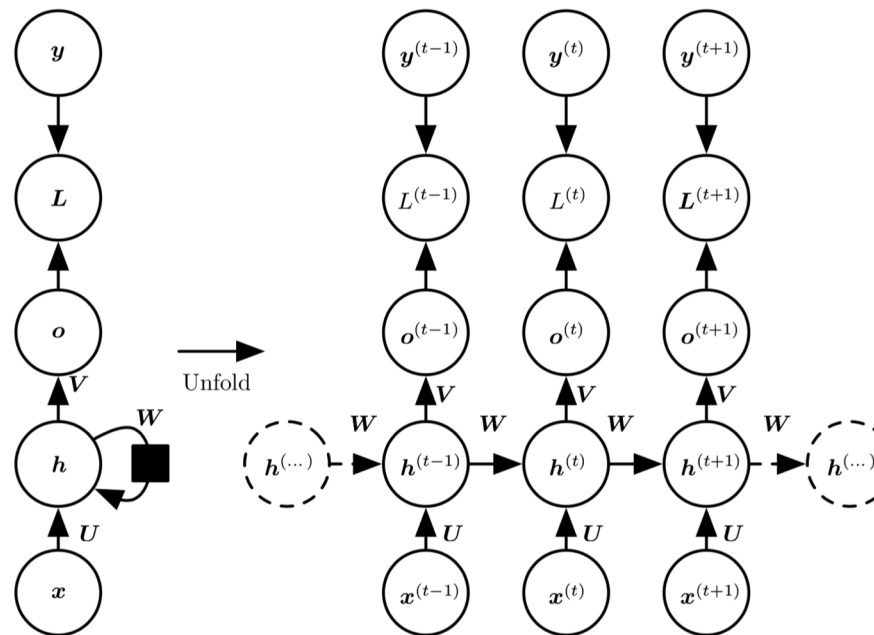 y y^(t−1) y^(t) y^(t+1)
L L^(t−1) L^(t) L^(t+1)
o o^(t−1) o^(t) o^(t+1)
Unfold
V V V V
W W W W W
h h^(...) h^(t−1) h^(t) h^(t+1) h^(...)
U U U U
x x^(t−1) x^(t) x^(t+1)